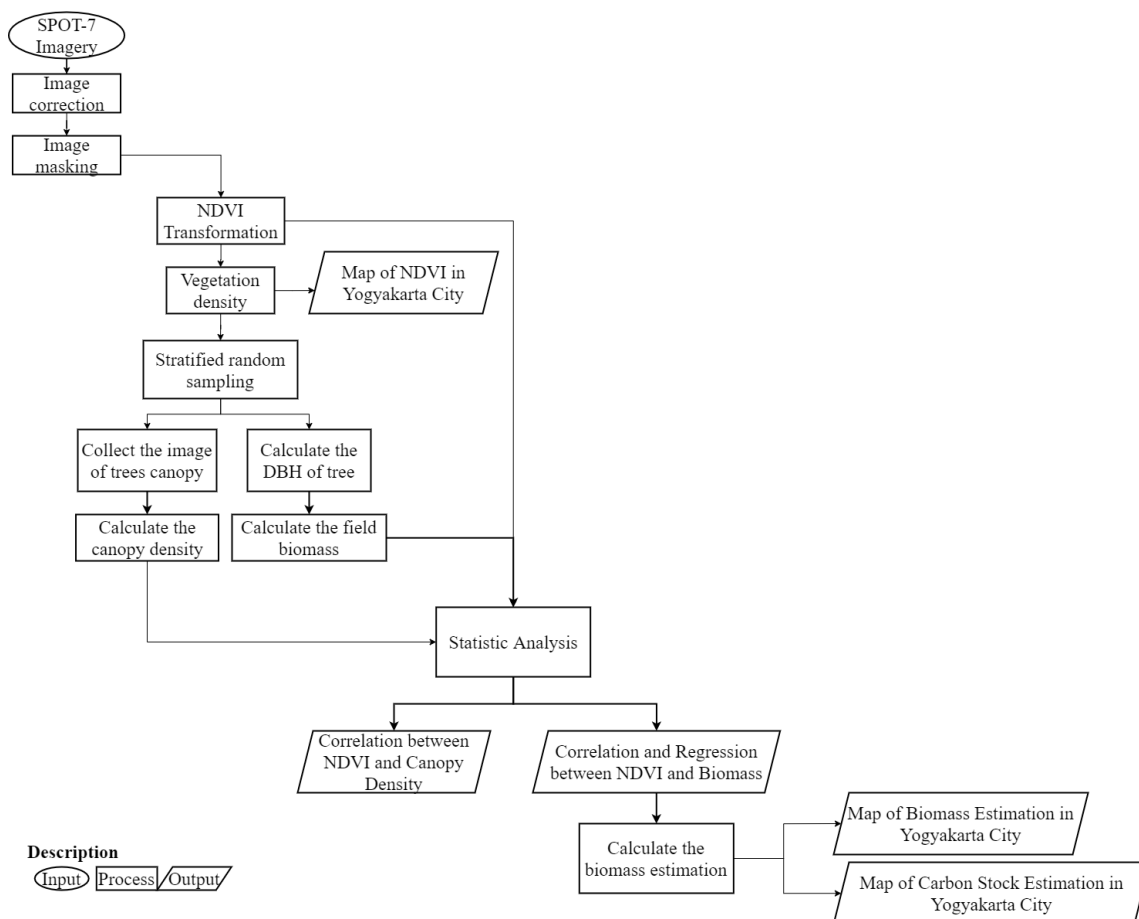 SPOT-7
Imagery
Image
correction
Image
masking
NDVI
Transformation
Vegetation
density
Map of NDVI in
Yogyakarta City
Stratified random
sampling
Collect the image
of trees canopy
Calculate the
DBH of tree
Calculate the
canopy density
Calculate the field
biomass
Statistic Analysis
Correlation between
NDVI and Canopy
Density
Correlation and Regression
between NDVI and Biomass
Calculate the
biomass estimation
Map of Biomass Estimation in
Yogyakarta City
Map of Carbon Stock Estimation in
Yogyakarta City
Description
Input
Process
Output